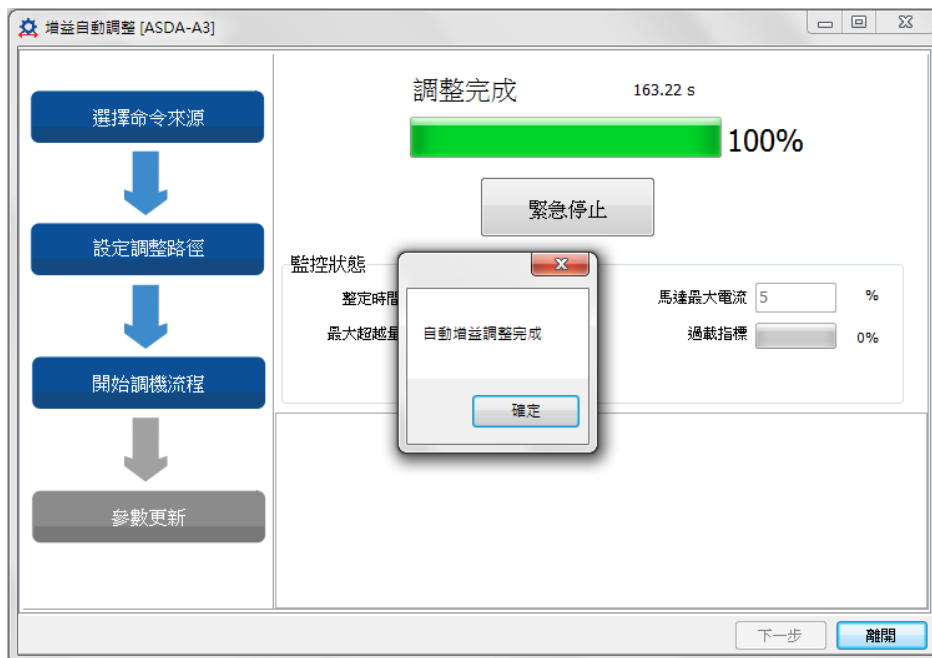 增益自動調整 [ASDA-A3]
選擇命令來源
設定調整路徑
開始調機流程
參數更新
調整完成
163.22 s
100%
緊急停止
監控狀態
整定時間
馬達最大電流 5 %
最大超越量
過載指標 0%
自動增益調整完成
確定
下一步
離開